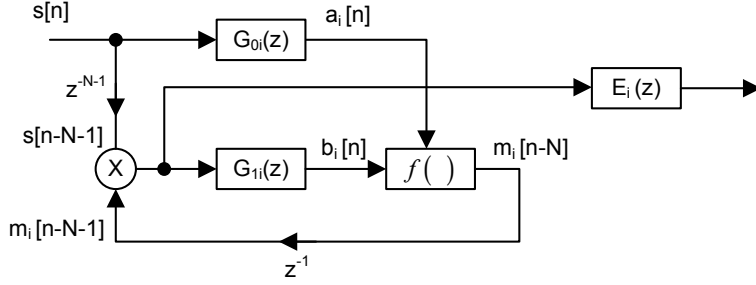 s[n]
G₀ᵢ(z)
aᵢ[n]
z⁻ᴺ⁻¹
Eᵢ(z)
s[n-N-1]
X
G₁ᵢ(z)
bᵢ[n]
f( )
mᵢ[n-N]
mᵢ[n-N-1]
z⁻¹